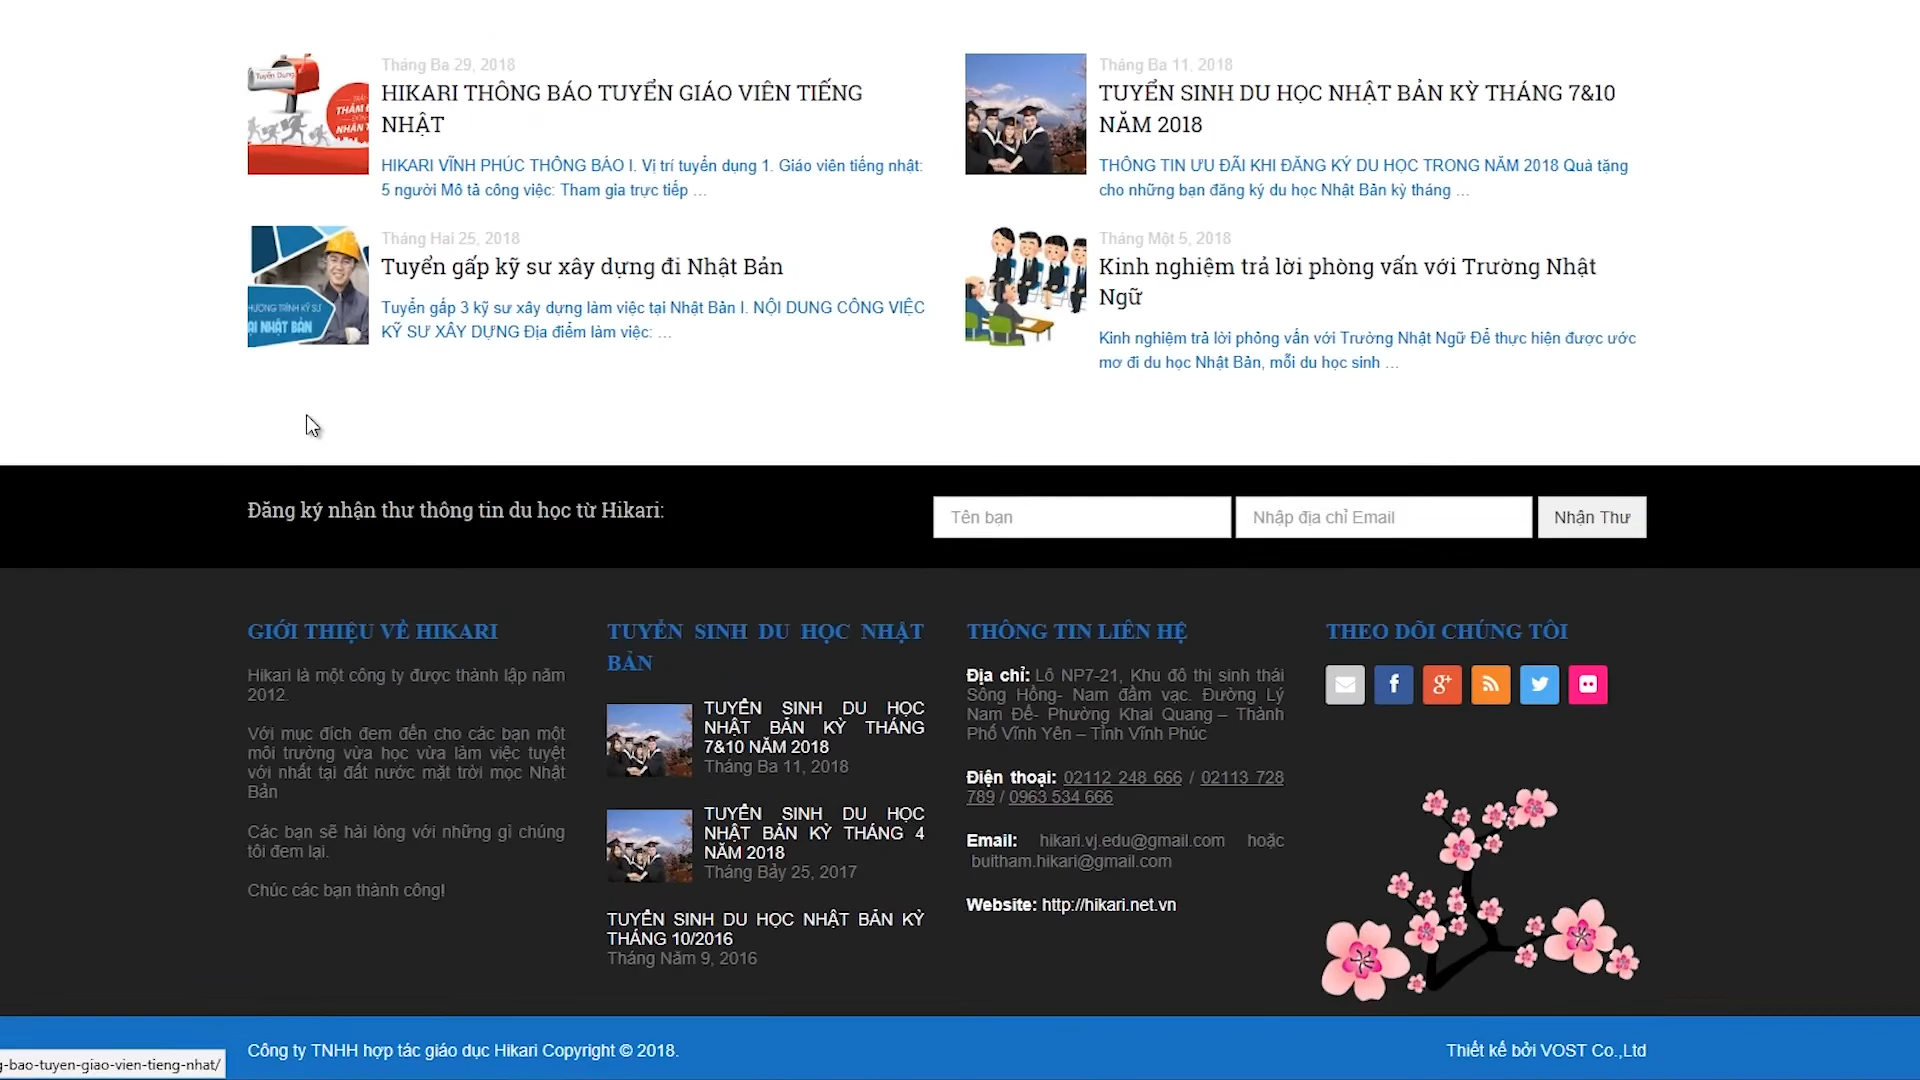 Tháng Ba 29, 2018
HIKARI THÔNG BÁO TUYỂN GIÁO VIÊN TIẾNG
NHẬT
HIKARI VĨNH PHÚC THÔNG BÁO I. Vị trí tuyển dụng 1. Giáo viên tiếng nhật:
5 người Mô tả công việc: Tham gia trực tiếp …
Tháng Ba 11, 2018
TUYỂN SINH DU HỌC NHẬT BẢN KỲ THÁNG 7&10
NĂM 2018
THÔNG TIN ƯU ĐÃI KHI ĐĂNG KÝ DU HỌC TRONG NĂM 2018 Quà tặng
cho những bạn đăng ký du học Nhật Bản kỳ tháng …
Tuyển Dụng
Tháng Hai 25, 2018
Tuyển gấp kỹ sư xây dựng đi Nhật Bản
Tuyển gấp 3 kỹ sư xây dựng làm việc tại Nhật Bản I. NỘI DUNG CÔNG VIỆC
KỸ SƯ XÂY DỰNG Địa điểm làm việc: …
Tháng Một 5, 2018
Kinh nghiệm trả lời phỏng vấn với Trường Nhật
Ngữ
Kinh nghiệm trả lời phỏng vấn với Trường Nhật Ngữ Để thực hiện được ước
mơ đi du học Nhật Bản, mỗi du học sinh …
Đăng ký nhận thư thông tin du học từ Hikari:
Tên bạn
Nhập địa chỉ Email
Nhận Thư
GIỚI THIỆU VỀ HIKARI
Hikari là một công ty được thành lập năm
2012.
Với mục đích đem đến cho các bạn một
môi trường vừa học vừa làm việc tuyệt
vời nhất tại đất nước mặt trời mọc Nhật
Bản
Các bạn sẽ hài lòng với những gì chúng
tôi đem lại.
Chúc các bạn thành công!
TUYỂN SINH DU HỌC NHẬT
BẢN
TUYỂN SINH DU HỌC
NHẬT BẢN KỲ THÁNG
7&10 NĂM 2018
Tháng Ba 11, 2018
TUYỂN SINH DU HỌC
NHẬT BẢN KỲ THÁNG 4
NĂM 2018
Tháng Bảy 25, 2017
TUYỂN SINH DU HỌC NHẬT BẢN KỲ
THÁNG 10/2016
Tháng Năm 9, 2016
THÔNG TIN LIÊN HỆ
Địa chỉ: Lô NP7-21, Khu đô thị sinh thái
Sông Hồng- Nam đầm vạc. Đường Lý
Nam Đế- Phường Khai Quang – Thành
Phố Vĩnh Yên – Tỉnh Vĩnh Phúc
Điện thoại: 02112 248 666 / 02113 728
789 / 0963 534 666
Email: hikari.vj.edu@gmail.com hoặc
buitham.hikari@gmail.com
Website: http://hikari.net.vn
THEO DÕI CHÚNG TÔI
Công ty TNHH hợp tác giáo dục Hikari Copyright © 2018.
Thiết kế bởi VOST Co.,Ltd
g-bao-tuyen-giao-vien-tieng-nhat/